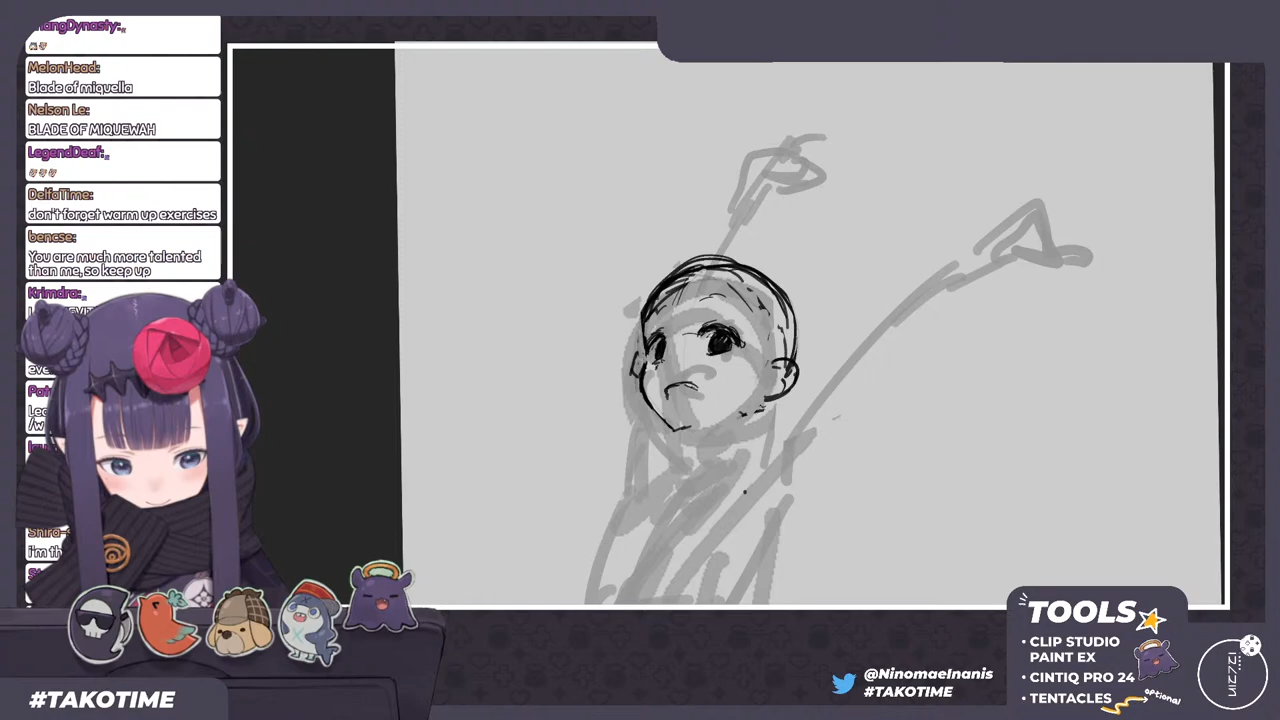 MelonHead:
Blade of miquella
Nelson Le:
BLADE OF MIQUEWAH
LegendDeaf:
DelfaTime:
don't forget warm up exercises
bencse:
You are much more talented
than me, so keep up
Krimdra:
#TAKOTIME
@NinomaeInanis
#TAKOTIME
TOOLS
• CLIP STUDIO
PAINT EX
• CINTIQ PRO 24
• TENTACLES
optional